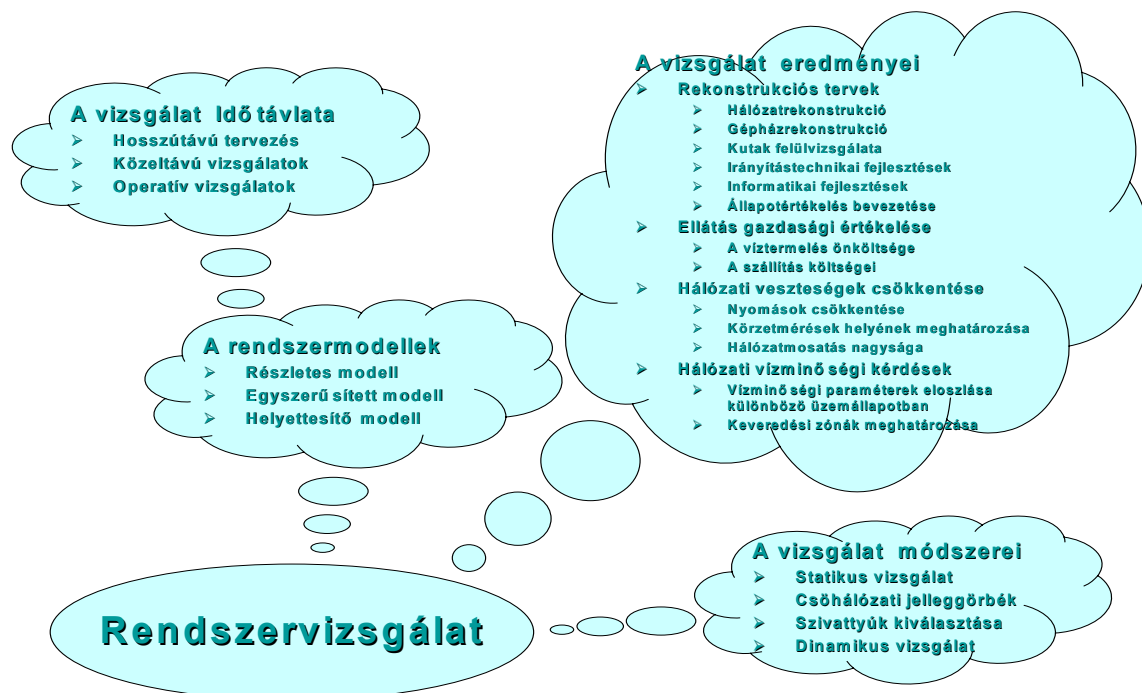 A vizsgálat Idő távlata
➢ Hosszútávú tervezés
➢ Közeltávú vizsgálatok
➢ Operatív vizsgálatok
A rendszermodellek
➢ Részletes modell
➢ Egyszerű sített modell
➢ Helyettesítő modell
A vizsgálat eredményei
➢ Rekonstrukciós tervek
➢ Hálózatrekonstrukció
➢ Gépházrekonstrukció
➢ Kutak felülvizsgálata
➢ Irányítástechnikai fejlesztések
➢ Informatikai fejlesztések
➢ Állapotértékelés bevezetése
➢ Ellátás gazdasági értékelése
➢ A víztermelés önköltsége
➢ A szállítás költségei
➢ Hálózati veszteségek csökkentése
➢ Nyomások csökkentése
➢ Körzetmérések helyének meghatározása
➢ Hálózatmosatás nagysága
➢ Hálózati vízminő ségi kérdések
➢ Vízminő ségi paraméterek eloszlása
különböző üzemállapotban
➢ Keveredési zónák meghatározása
A vizsgálat módszerei
➢ Statikus vizsgálat
➢ Csőhálózati jelleggörbék
➢ Szivattyúk kiválasztása
➢ Dinamikus vizsgálat
Rendszervizsgálat